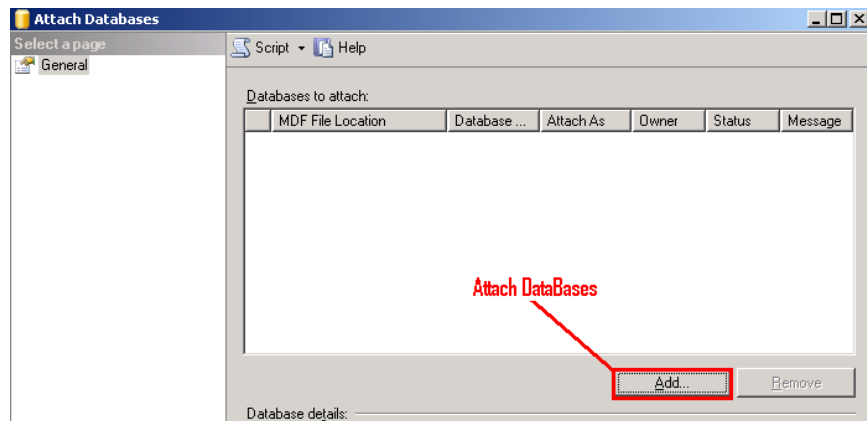 Attach Databases
Select a page
General
Script Help
Databases to attach:
MDF File Location Database ... Attach As Owner Status Message
Attach DataBases
Add... Remove
Database details: